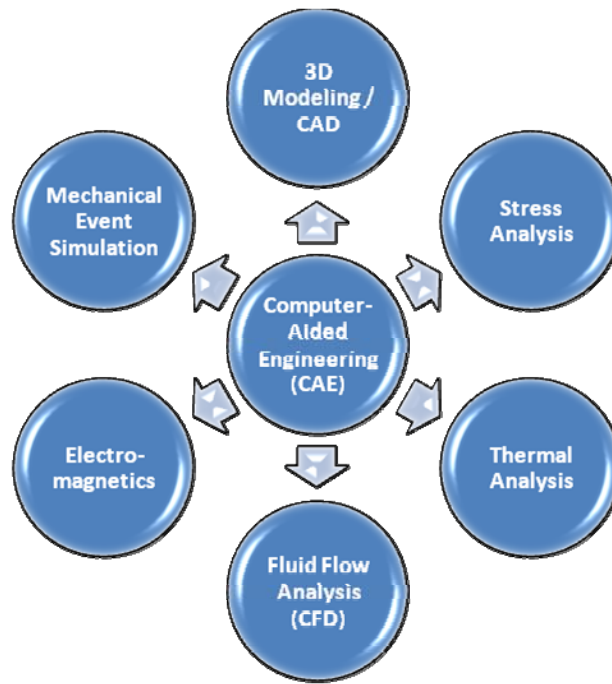 3D
Modeling /
CAD
Stress
Analysis
Thermal
Analysis
Fluid Flow
Analysis
(CFD)
Electro-
magnetics
Mechanical
Event
Simulation
Computer-
Aided
Engineering
(CAE)